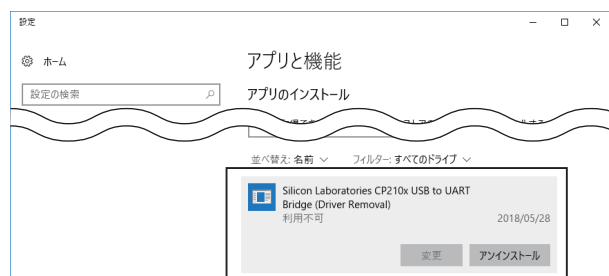 設定
ホーム
設定の検索
アプリと機能
アプリのインストール
並べ替え: 名前
フィルター: すべてのドライブ
Silicon Laboratories CP210x USB to UART
Bridge (Driver Removal)
利用不可
2018/05/28
変更
アンインストール